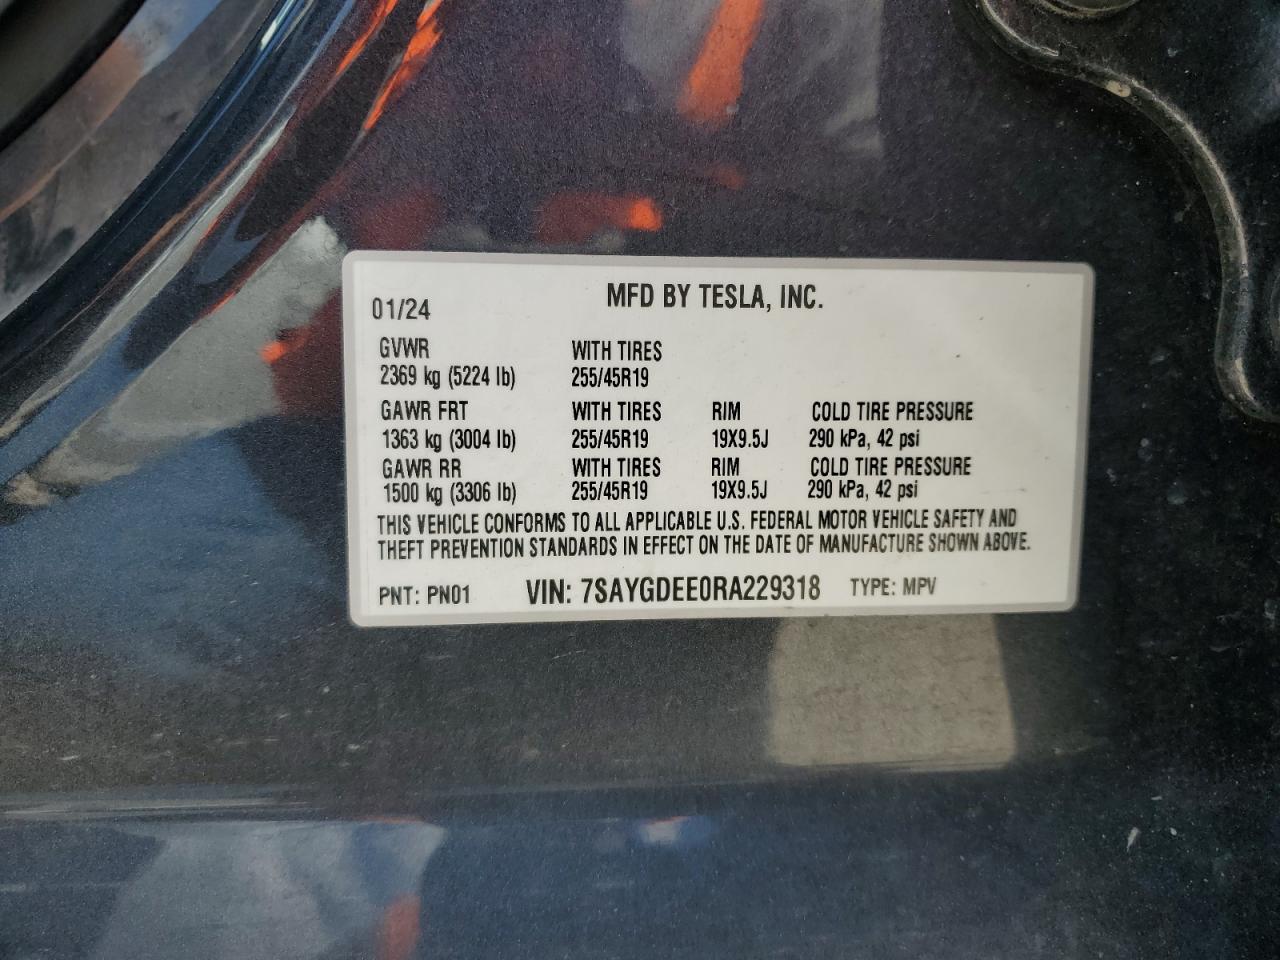 01/24 MFD BY TESLA, INC.
GVWR WITH TIRES
2369 kg (5224 lb) 255/45R19
GAWR FRT WITH TIRES RIM COLD TIRE PRESSURE
1363 kg (3004 lb) 255/45R19 19X9.5J 290 kPa, 42 psi
GAWR RR WITH TIRES RIM COLD TIRE PRESSURE
1500 kg (3306 lb) 255/45R19 19X9.5J 290 kPa, 42 psi
THIS VEHICLE CONFORMS TO ALL APPLICABLE U.S. FEDERAL MOTOR VEHICLE SAFETY AND
THEFT PREVENTION STANDARDS IN EFFECT ON THE DATE OF MANUFACTURE SHOWN ABOVE.
PNT: PN01 VIN: 7SAYGDEE0RA229318 TYPE: MPV